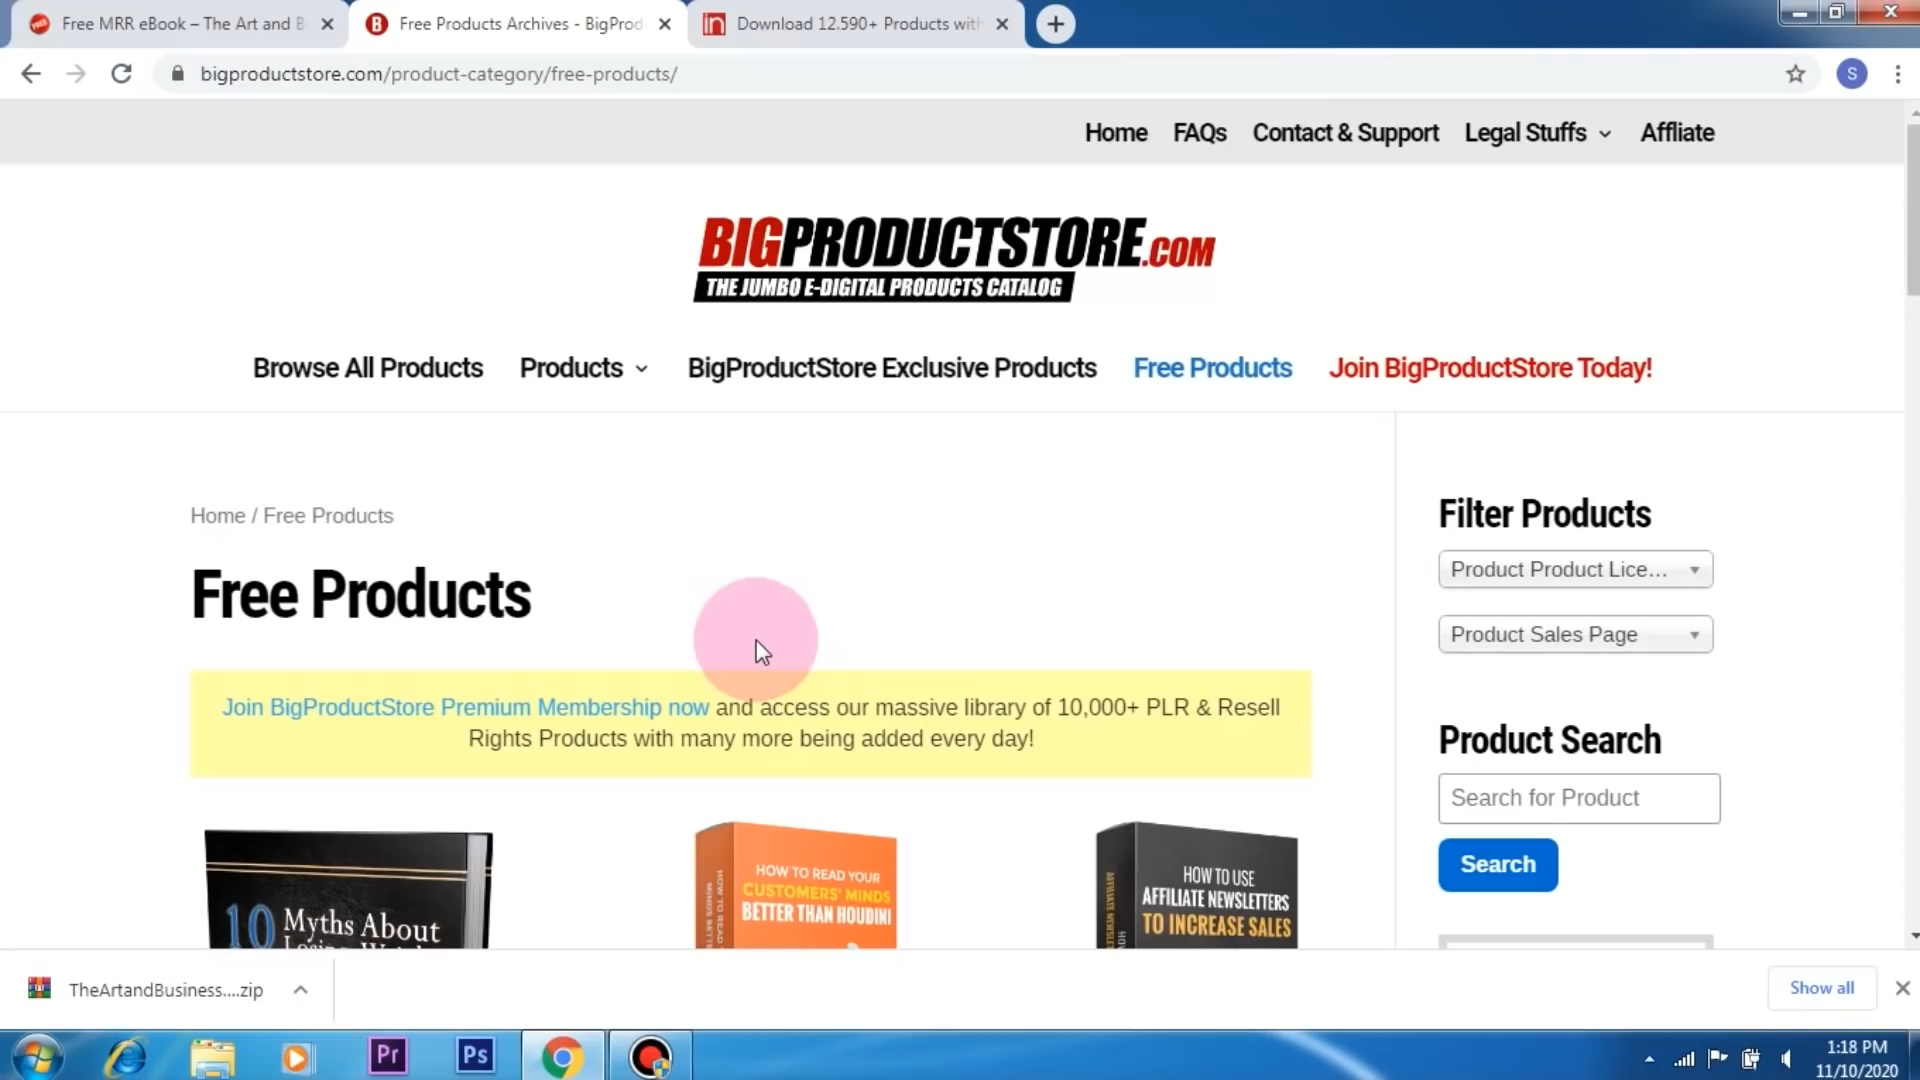 Free MRR eBook – The Art and B
Free Products Archives - BigProd
Download 12.590+ Products with
S
bigproductstore.com/product-category/free-products/
Home FAQs Contact & Support Legal Stuffs Affliate
BIGPRODUCTSTORE.COM
THE JUMBO E-DIGITAL PRODUCTS CATALOG
Browse All Products Products BigProductStore Exclusive Products Free Products Join BigProductStore Today!
Home / Free Products
Free Products
Join BigProductStore Premium Membership now and access our massive library of 10,000+ PLR & Resell
Rights Products with many more being added every day!
10 Myths About
HOW TO READ YOUR
CUSTOMERS' MINDS
BETTER THAN HOUDINI
HOW TO USE
AFFILIATE NEWSLETTERS
TO INCREASE SALES
Filter Products
Product Product Lice...
Product Sales Page
Product Search
Search for Product
Search
TheArtandBusiness....zip
Show all
Pr
Ps
1:18 PM
11/10/2020